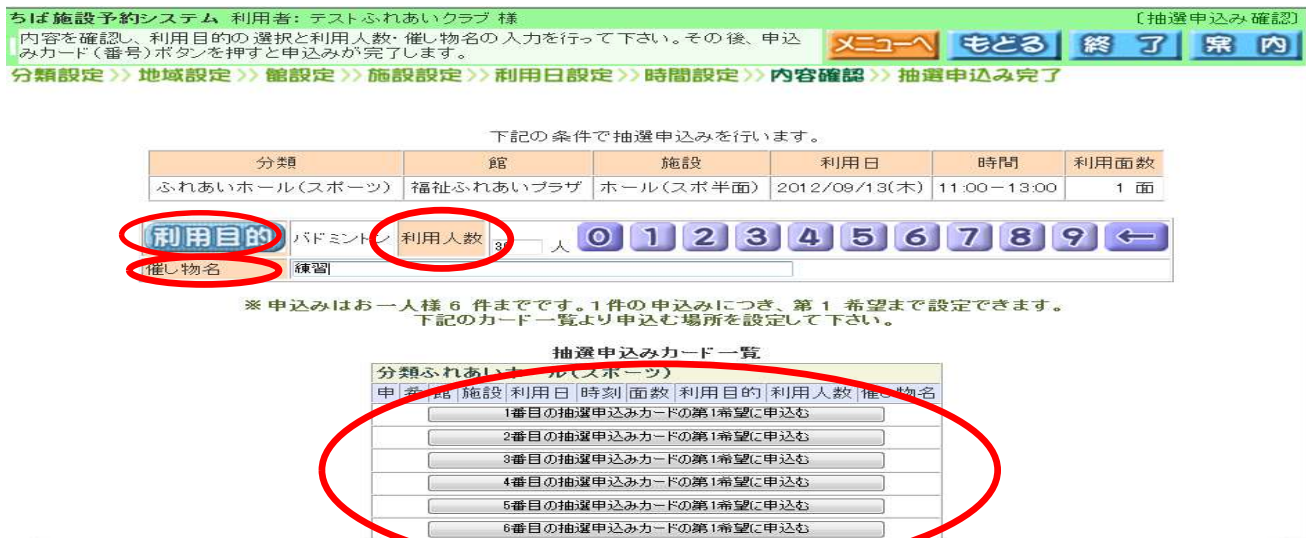 ちば施設予約システム 利用者: テストふれあいクラブ 様 〔抽選申込み確認〕
内容を確認し、利用目的の選択と利用人数・催し物名の入力を行って下さい。その後、申込
みカード(番号)ボタンを押すと申込みが完了します。
メニューへ もどる 終 了 案 内
分類設定>>地域設定>>館設定>>施設設定>>利用日設定>>時間設定>>内容確認>>抽選申込み完了
下記の条件で抽選申込みを行います。
分類 館 施設 利用日 時間 利用面数
ふれあいホール(スポーツ) 福祉ふれあいプラザ ホール(スポ半面) 2012/09/13(木) 11:00-13:00 1 面
利用目的 バドミントン 利用人数 人 0 1 2 3 4 5 6 7 8 9 ←
催し物名 練習
※申込みはお一人様 6 件までです。1件の申込みにつき、第 1 希望まで設定できます。
下記のカード一覧より申込む場所を設定して下さい。
抽選申込みカード一覧
分類ふれあいホール(スポーツ)
申 希 館 施設 利用日 時刻 面数 利用目的 利用人数 催し物名
1番目の抽選申込みカードの第1希望に申込む
2番目の抽選申込みカードの第1希望に申込む
3番目の抽選申込みカードの第1希望に申込む
4番目の抽選申込みカードの第1希望に申込む
5番目の抽選申込みカードの第1希望に申込む
6番目の抽選申込みカードの第1希望に申込む